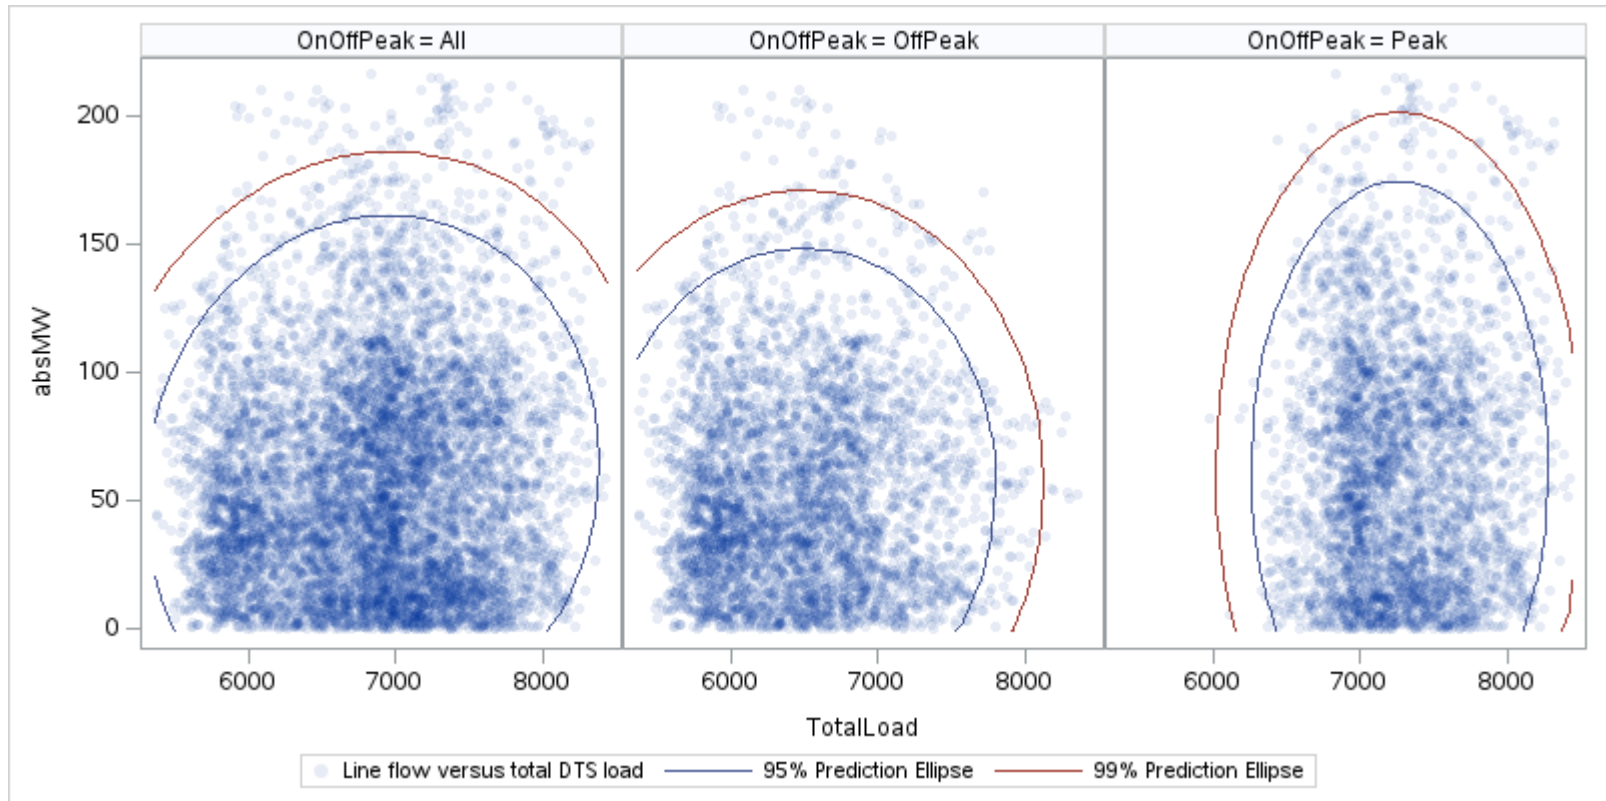 OnOffPeak = All
OnOffPeak = OffPeak
OnOffPeak = Peak
absMW
200
150
100
50
0
6000 7000 8000
6000 7000 8000
6000 7000 8000
TotalLoad
Line flow versus total DTS load
95% Prediction Ellipse
99% Prediction Ellipse